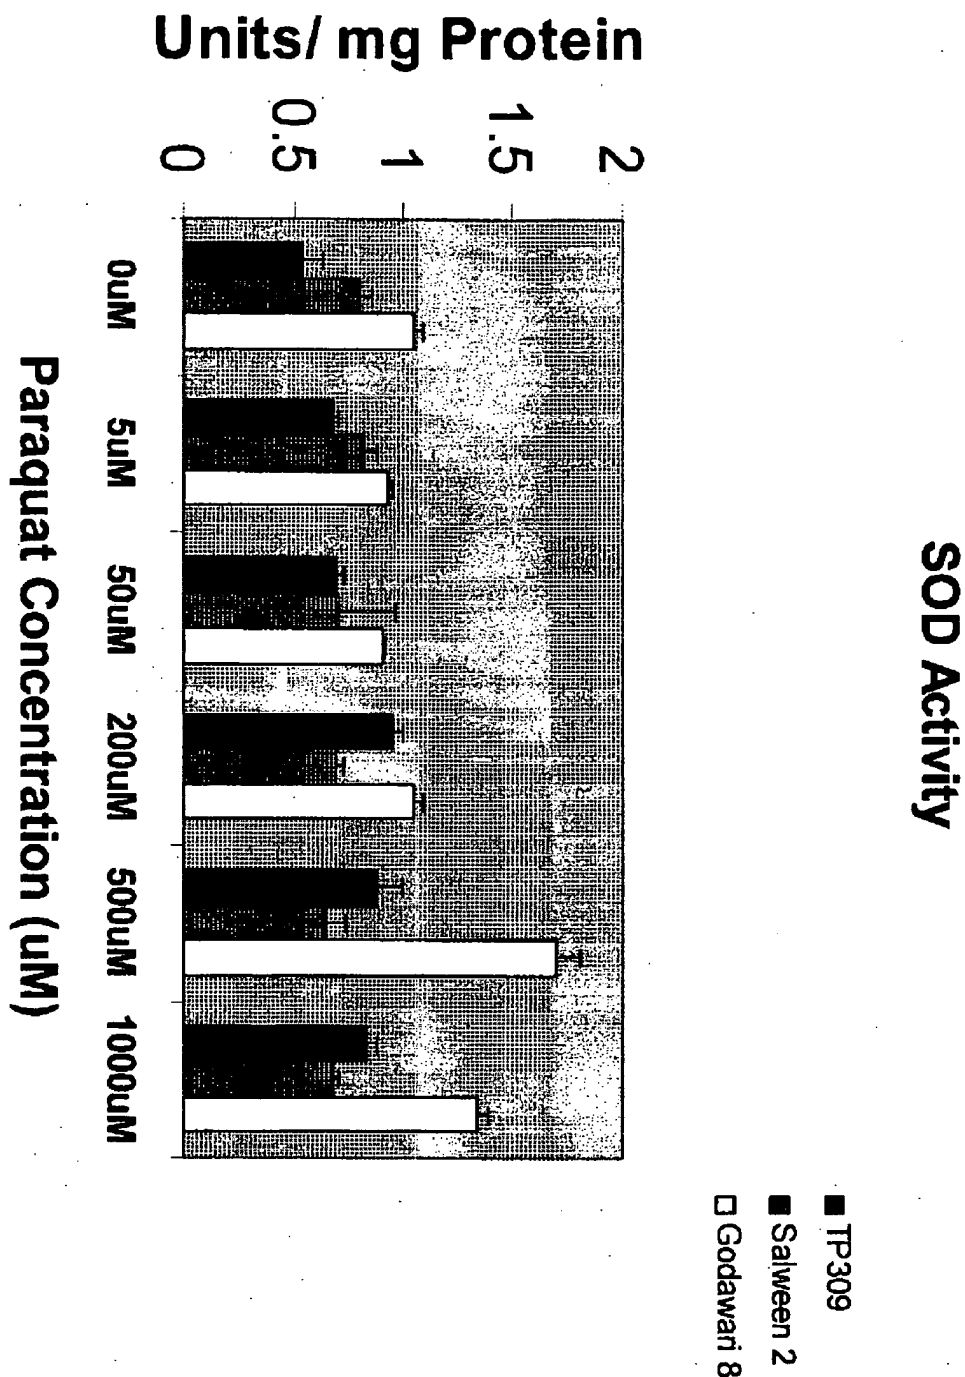 SOD Activity
Units/ mg Protein
2
1.5
1
0.5
0
0uM
5uM
50uM
200uM
500uM
1000uM
Paraquat Concentration (uM)
TP309
Salween 2
Godawari 8